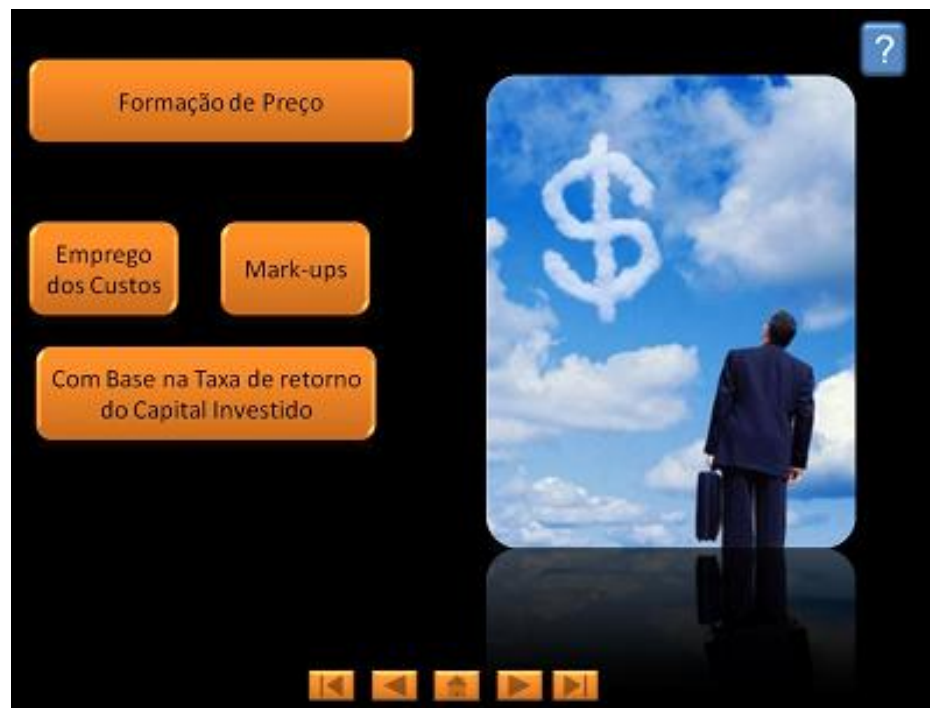 ?
Formação de Preço
Emprego
dos Custos
Mark-ups
Com Base na Taxa de retorno
do Capital Investido
$